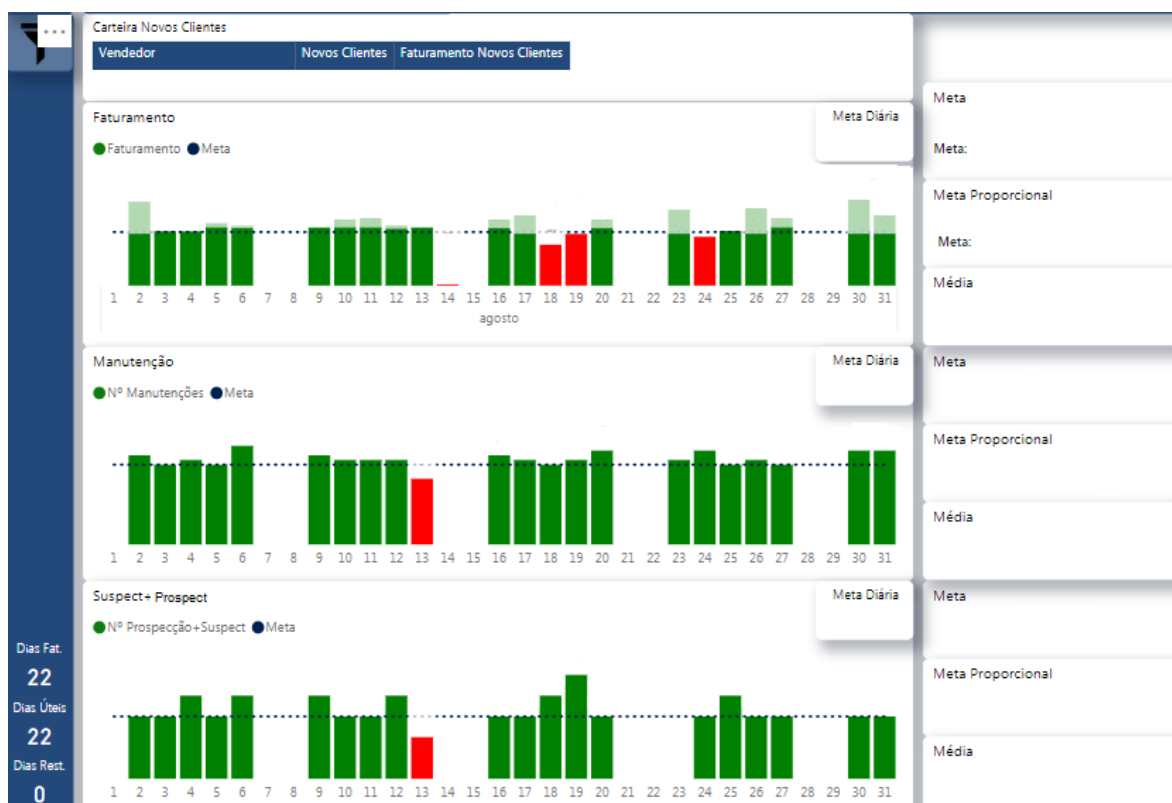 ...
Carteira Novos Clientes
Vendedor Novos Clientes Faturamento Novos Clientes
Faturamento
Meta Diária
Faturamento Meta
1 2 3 4 5 6 7 8 9 10 11 12 13 14 15 16 17 18 19 20 21 22 23 24 25 26 27 28 29 30 31
agosto
Meta
Meta:
Meta Proporcional
Meta:
Média
Manutenção
Meta Diária
Nº Manutenções Meta
1 2 3 4 5 6 7 8 9 10 11 12 13 14 15 16 17 18 19 20 21 22 23 24 25 26 27 28 29 30 31
Meta
Meta Proporcional
Média
Suspect+ Prospect
Meta Diária
Nº Prospecção+Suspect Meta
1 2 3 4 5 6 7 8 9 10 11 12 13 14 15 16 17 18 19 20 21 22 23 24 25 26 27 28 29 30 31
Meta
Meta Proporcional
Média
Dias Fat.
22
Dias Úteis
22
Dias Rest.
0